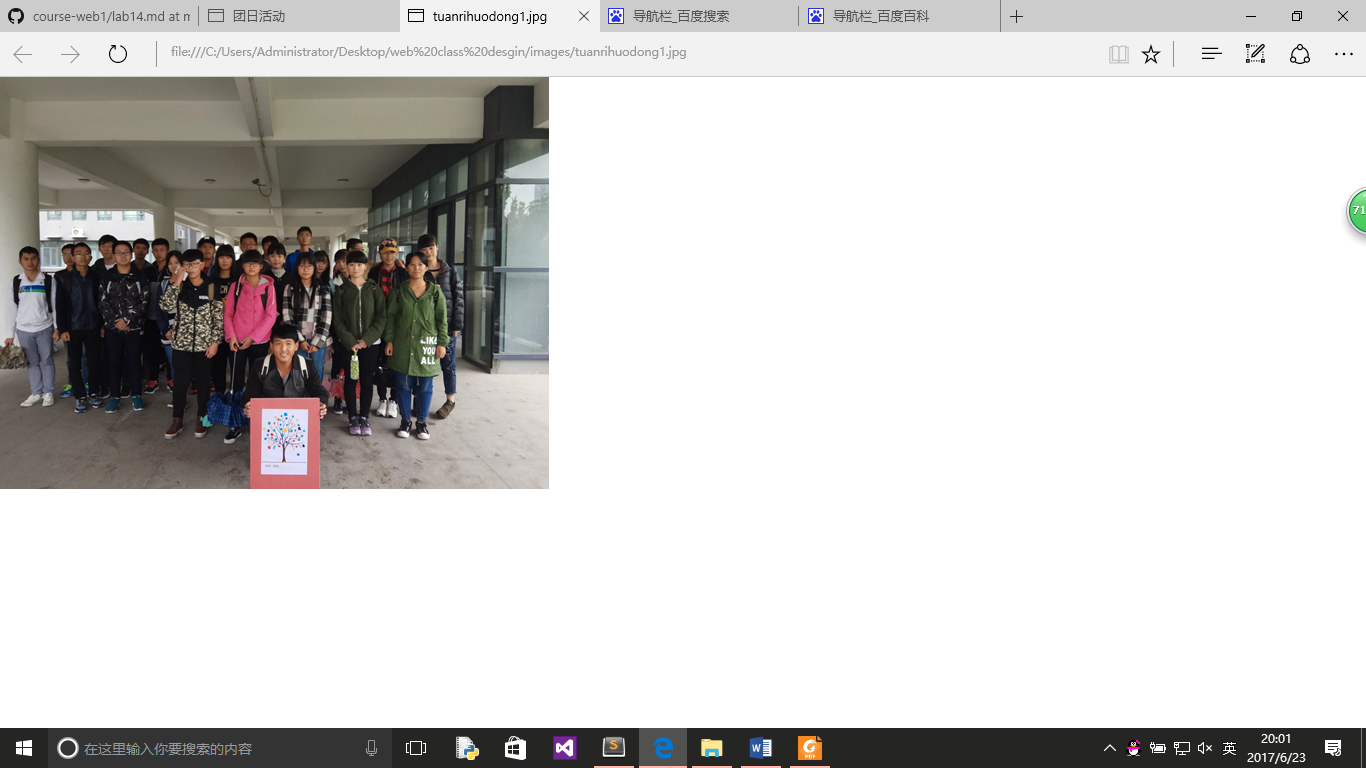 course-web1/lab14.md at m
团日活动
tuanrihuodong1.jpg
导航栏_百度搜索
导航栏_百度百科
file:///C:/Users/Administrator/Desktop/web%20class%20desgin/images/tuanrihuodong1.jpg
71
LIKE
YOU
ALL
在这里输入你要搜索的内容
英
20:01
2017/6/23